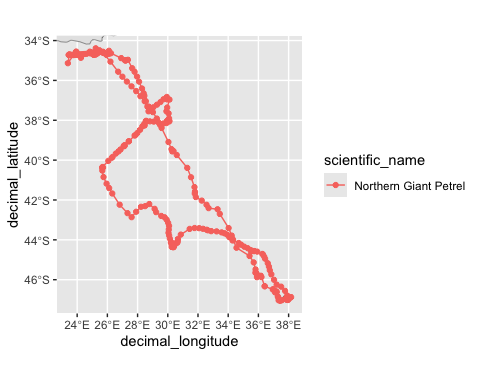 34°S
36°S
38°S
40°S
42°S
44°S
46°S
decimal_latitude
24°E 26°E 28°E 30°E 32°E 34°E 36°E 38°E
decimal_longitude
scientific_name
Northern Giant Petrel